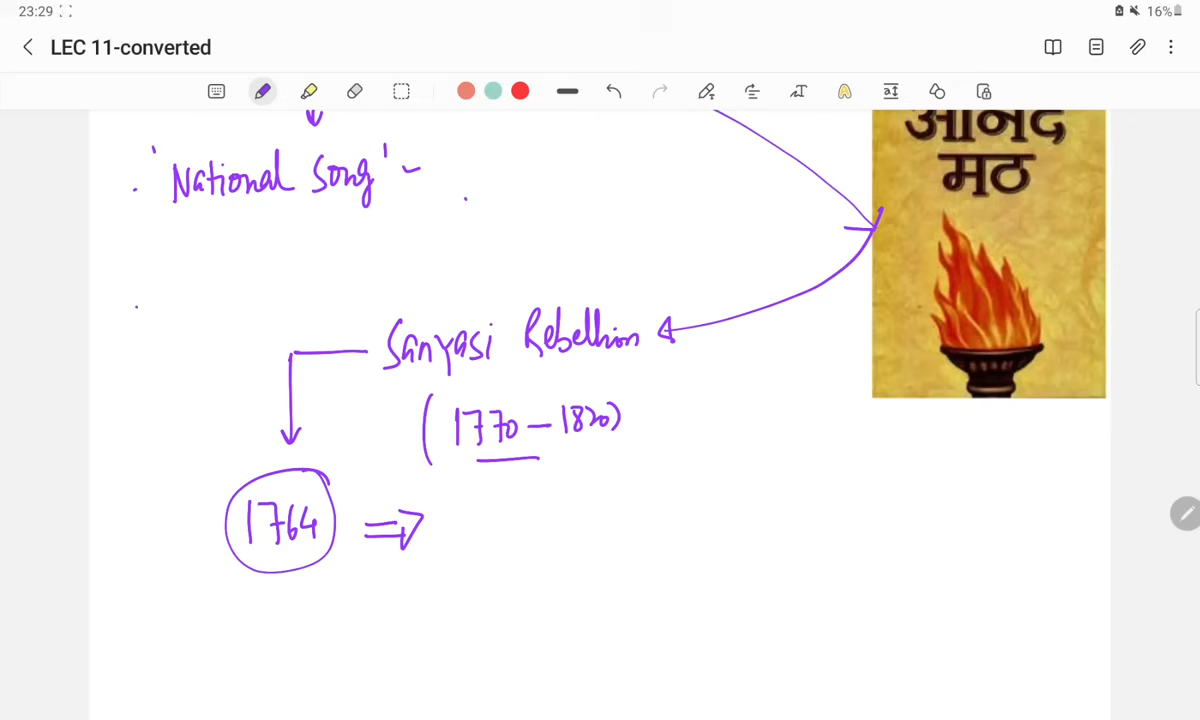 23:29
16%
LEC 11-converted
आनंद
मठ
'National Song' -
Sanyasi Rebellion
(1770 - 1820)
1764 ⇒